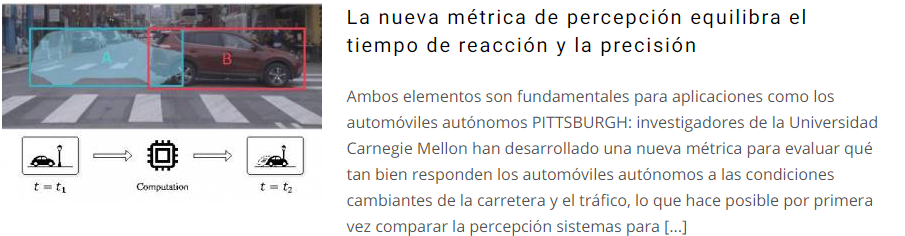 La nueva métrica de percepción equilibra el
tiempo de reacción y la precisión
Ambos elementos son fundamentales para aplicaciones como los
automóviles autónomos PITTSBURGH: investigadores de la Universidad
Carnegie Mellon han desarrollado una nueva métrica para evaluar qué
tan bien responden los automóviles autónomos a las condiciones
cambiantes de la carretera y el tráfico, lo que hace posible por primera
vez comparar la percepción sistemas para [...]
A
B
t = t₁
Computation
t = t₂